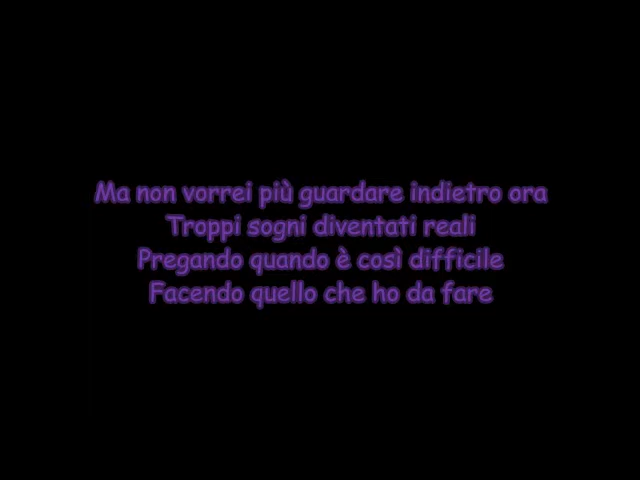 Ma non vorrei più guardare indietro ora
Troppi sogni diventati reali
Pregando quando è così difficile
Facendo quello che ho da fare